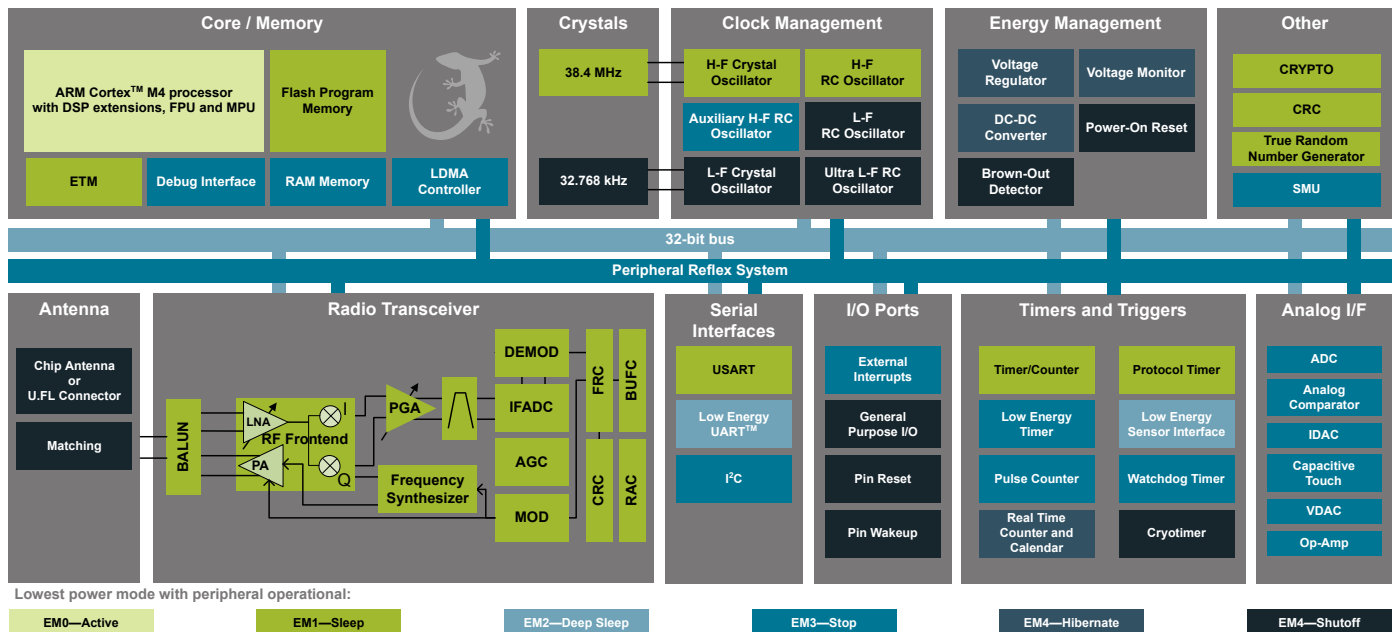 Core / Memory
ARM Cortex™ M4 processor
with DSP extensions, FPU and MPU
Flash Program
Memory
ETM
Debug Interface
RAM Memory
LDMA
Controller
Crystals
38.4 MHz
32.768 kHz
Clock Management
H-F Crystal
Oscillator
H-F
RC Oscillator
Auxiliary H-F RC
Oscillator
L-F
RC Oscillator
L-F Crystal
Oscillator
Ultra L-F RC
Oscillator
Energy Management
Voltage
Regulator
Voltage Monitor
DC-DC
Converter
Power-On Reset
Brown-Out
Detector
Other
CRYPTO
CRC
True Random
Number Generator
SMU
32-bit bus
Peripheral Reflex System
Antenna
Chip Antenna
or
U.FL Connector
Matching
Radio Transceiver
BALUN
LNA
RF Frontend
PA
I
Q
PGA
Frequency
Synthesizer
DEMOD
IFADC
AGC
MOD
FRC
BUFC
CRC
RAC
Serial
Interfaces
USART
Low Energy
UART™
I²C
I/O Ports
External
Interrupts
General
Purpose I/O
Pin Reset
Pin Wakeup
Timers and Triggers
Timer/Counter
Protocol Timer
Low Energy
Timer
Low Energy
Sensor Interface
Pulse Counter
Watchdog Timer
Real Time
Counter and
Calendar
Cryotimer
Analog I/F
ADC
Analog
Comparator
IDAC
Capacitive
Touch
VDAC
Op-Amp
Lowest power mode with peripheral operational:
EM0—Active
EM1—Sleep
EM2—Deep Sleep
EM3—Stop
EM4—Hibernate
EM4—Shutoff